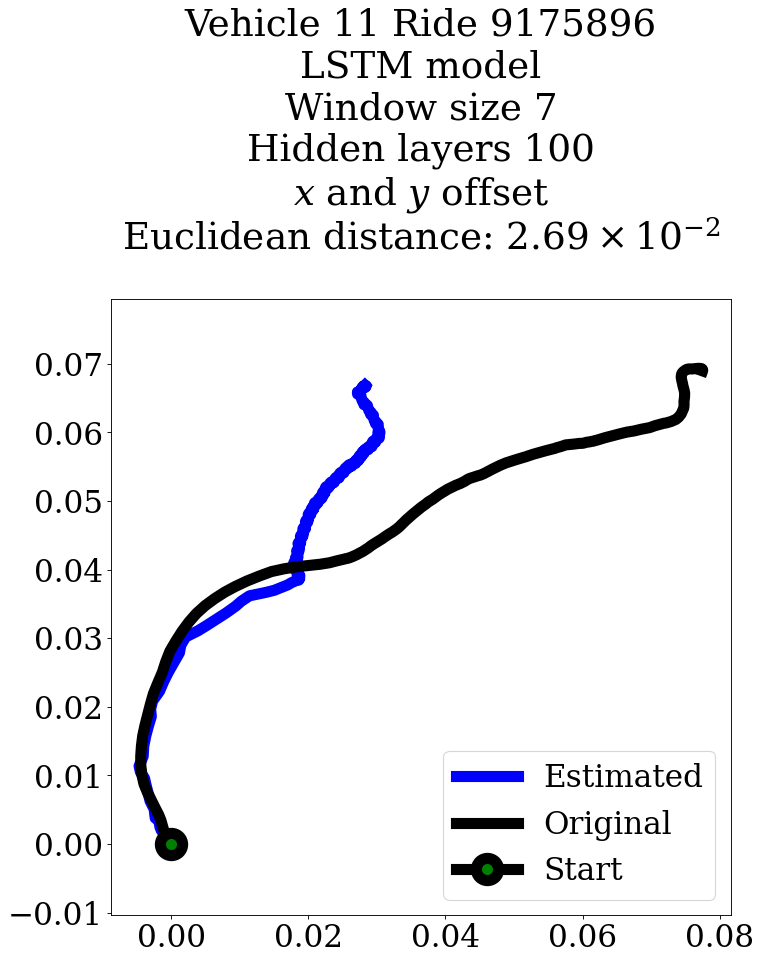 Vehicle 11 Ride 9175896
LSTM model
Window size 7
Hidden layers 100
x and y offset
Euclidean distance: 2.69 × 10⁻²
0.07
0.06
0.05
0.04
0.03
0.02
0.01
0.00
−0.01
Estimated
Original
Start
0.00 0.02 0.04 0.06 0.08